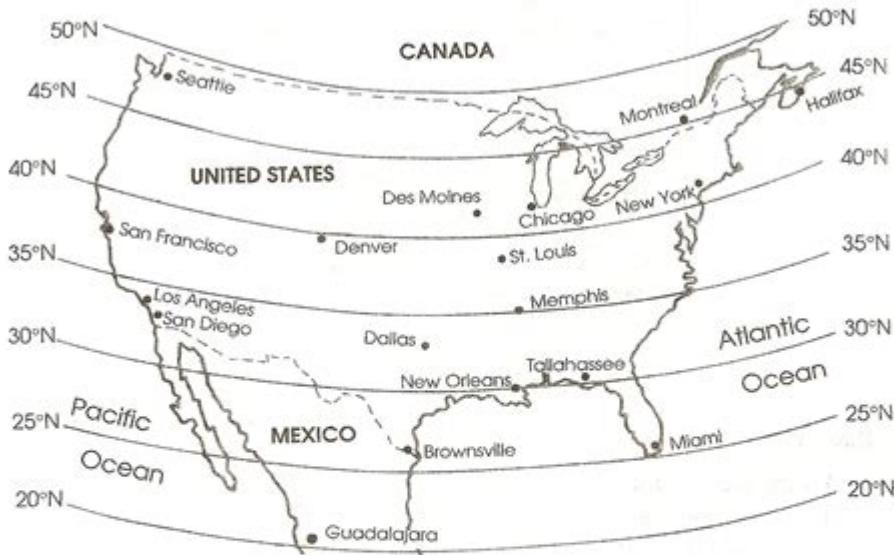 50°N
CANADA
50°N
45°N
Seattle
45°N
Montreal
Halifax
40°N
UNITED STATES
40°N
Des Moines
Chicago
New York
San Francisco
Denver
St. Louis
35°N
35°N
Los Angeles
Memphis
San Diego
30°N
Dallas
Atlantic
Ocean
30°N
Tallahassee
New Orleans
Pacific
Ocean
25°N
MEXICO
Brownsville
Miami
25°N
20°N
20°N
Guadalajara